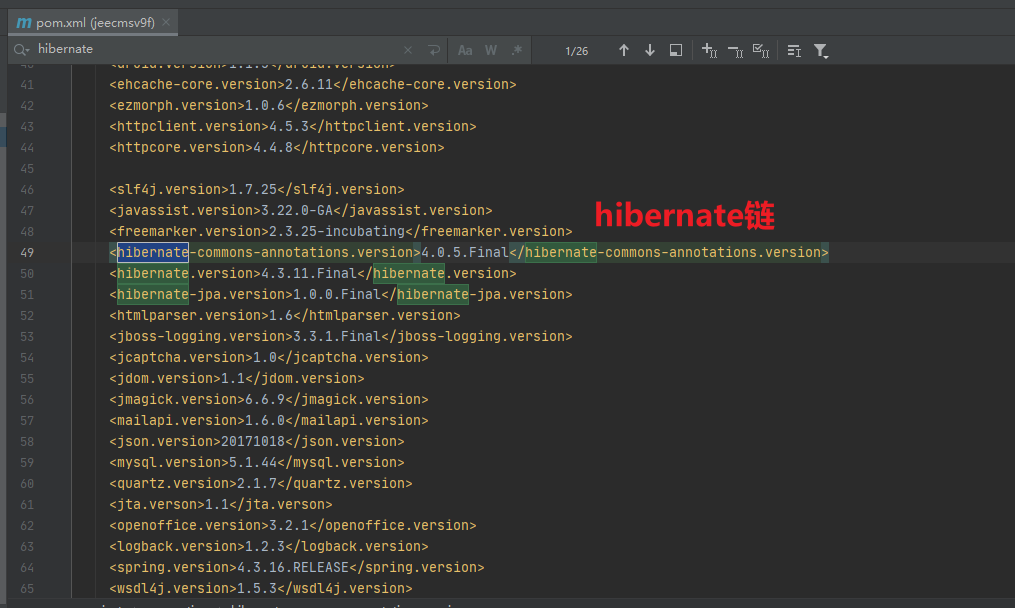 pom.xml (jeecmsv9f)
hibernate
Aa W .* 1/26
41 <ehcache-core.version>2.6.11</ehcache-core.version>
42 <ezmorph.version>1.0.6</ezmorph.version>
43 <httpclient.version>4.5.3</httpclient.version>
44 <httpcore.version>4.4.8</httpcore.version>
45
46 <slf4j.version>1.7.25</slf4j.version>
47 <javassist.version>3.22.0-GA</javassist.version>
hibernate链
48 <freemarker.version>2.3.25-incubating</freemarker.version>
49 <hibernate-commons-annotations.version>4.0.5.Final</hibernate-commons-annotations.version>
50 <hibernate.version>4.3.11.Final</hibernate.version>
51 <hibernate-jpa.version>1.0.0.Final</hibernate-jpa.version>
52 <htmlparser.version>1.6</htmlparser.version>
53 <jboss-logging.version>3.3.1.Final</jboss-logging.version>
54 <jcaptcha.version>1.0</jcaptcha.version>
55 <jdom.version>1.1</jdom.version>
56 <jmagick.version>6.6.9</jmagick.version>
57 <mailapi.version>1.6.0</mailapi.version>
58 <json.version>20171018</json.version>
59 <mysql.version>5.1.44</mysql.version>
60 <quartz.version>2.1.7</quartz.version>
61 <jta.verson>1.1</jta.verson>
62 <openoffice.version>3.2.1</openoffice.version>
63 <logback.version>1.2.3</logback.version>
64 <spring.version>4.3.16.RELEASE</spring.version>
65 <wsdl4j.version>1.5.3</wsdl4j.version>